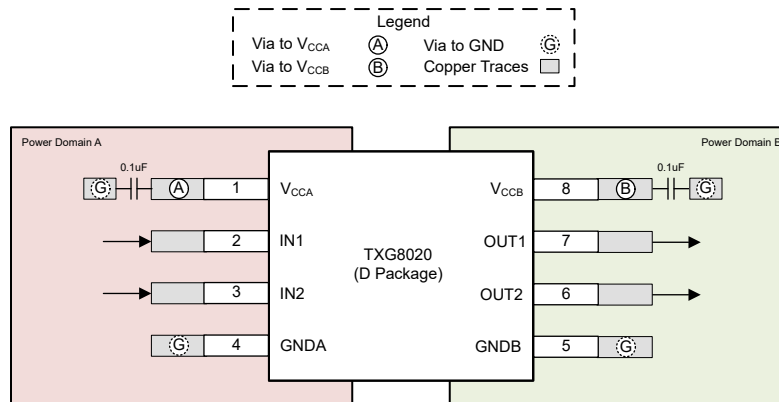 Legend
Via to VCCA A Via to GND G
Via to VCCB B Copper Traces
Power Domain A
Power Domain B
0.1uF
0.1uF
G A 1 VCCA
VCCB 8 B G
2 IN1
OUT1 7
TXG8020
(D Package)
3 IN2
OUT2 6
G 4 GNDA
GNDB 5 G